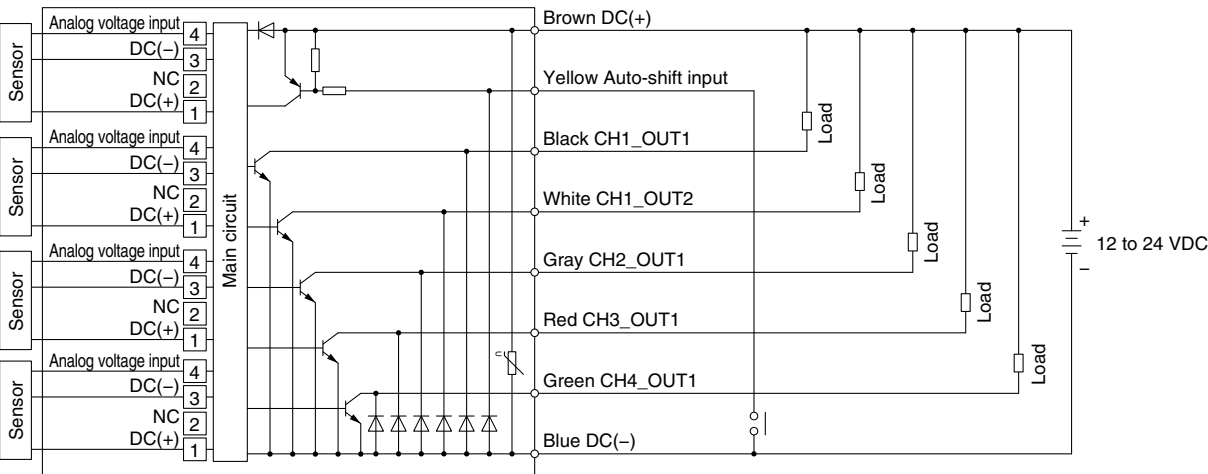 Sensor
Analog voltage input 4
DC(−) 3
NC 2
DC(+) 1
Sensor
Analog voltage input 4
DC(−) 3
NC 2
DC(+) 1
Sensor
Analog voltage input 4
DC(−) 3
NC 2
DC(+) 1
Sensor
Analog voltage input 4
DC(−) 3
NC 2
DC(+) 1
Main circuit
U
Brown DC(+)
Yellow Auto-shift input
Black CH1_OUT1
White CH1_OUT2
Gray CH2_OUT1
Red CH3_OUT1
Green CH4_OUT1
Blue DC(−)
Load
Load
Load
Load
Load
+
12 to 24 VDC
−